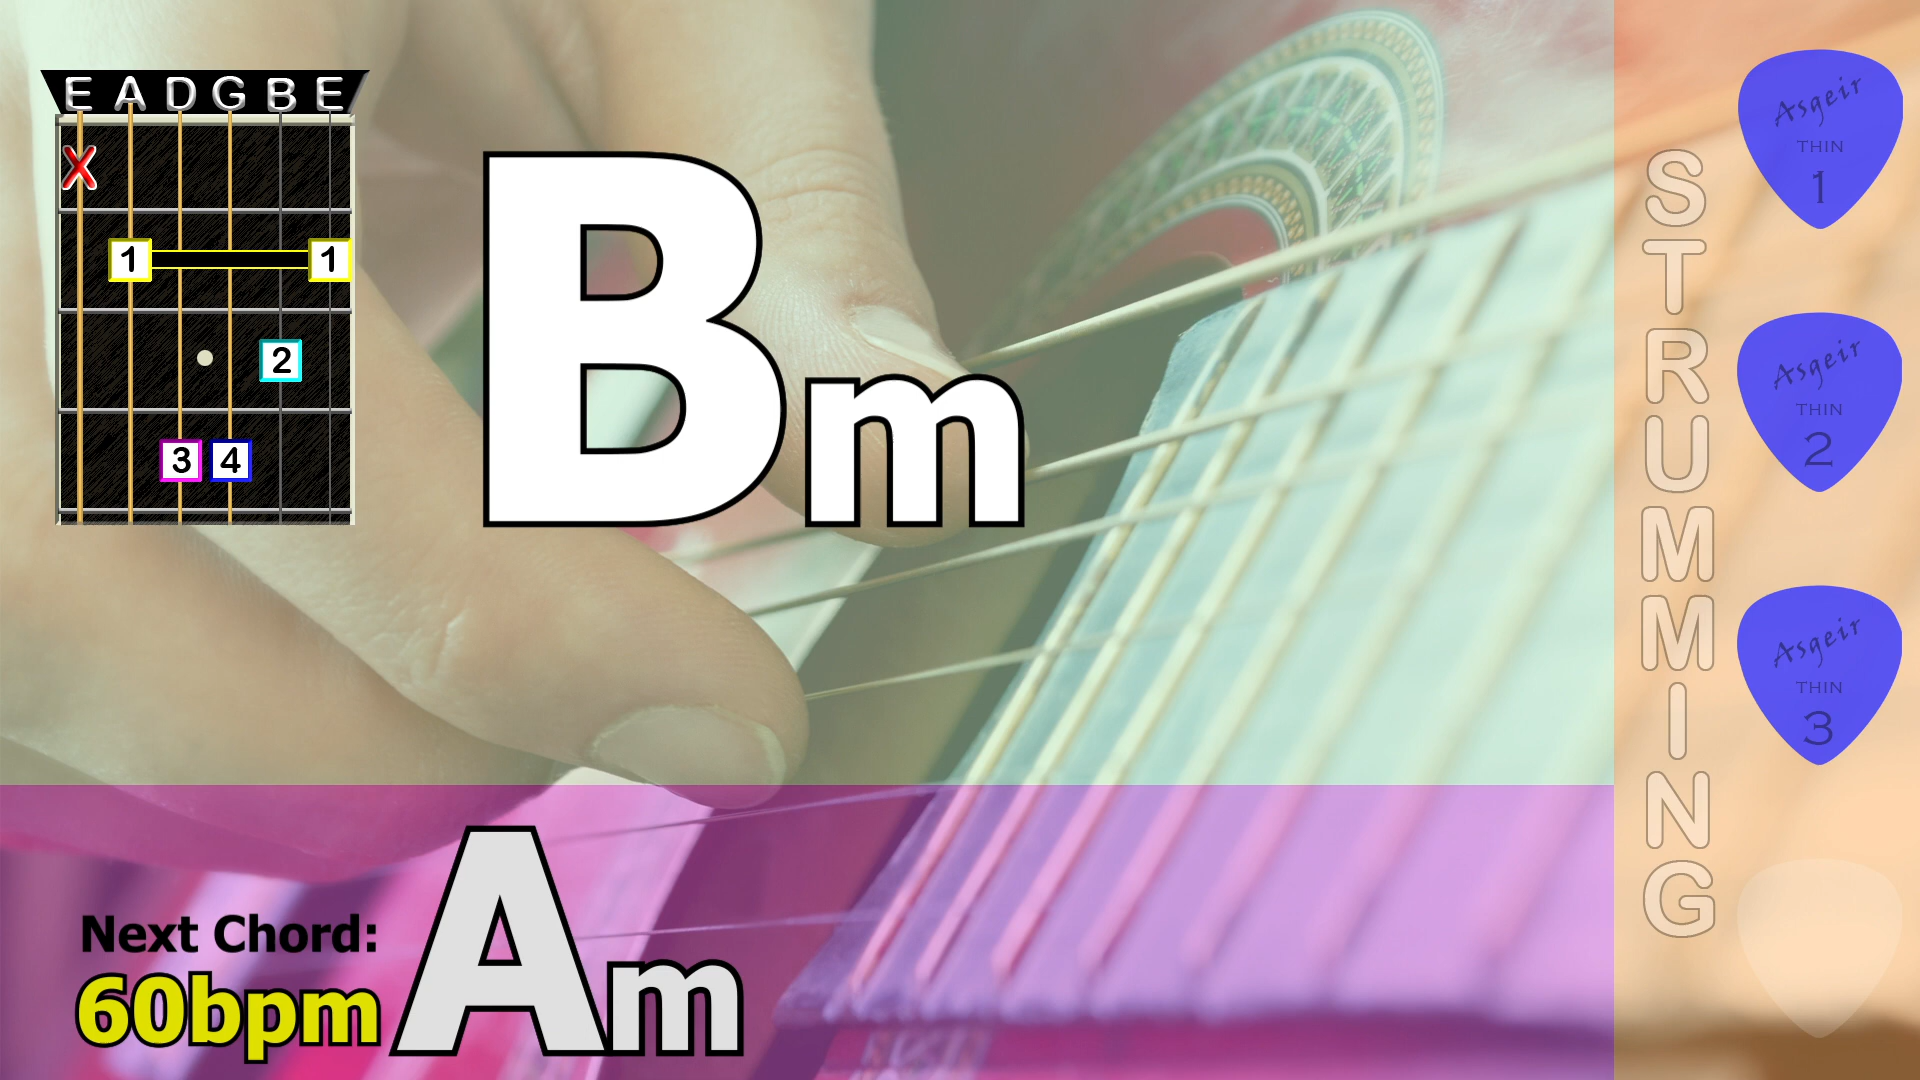 E A D G B E
X
1 1
2
3 4
Bm
Next Chord:
60bpm
Am
STRUMMING
Asgeir
THIN
1
Asgeir
THIN
2
Asgeir
THIN
3